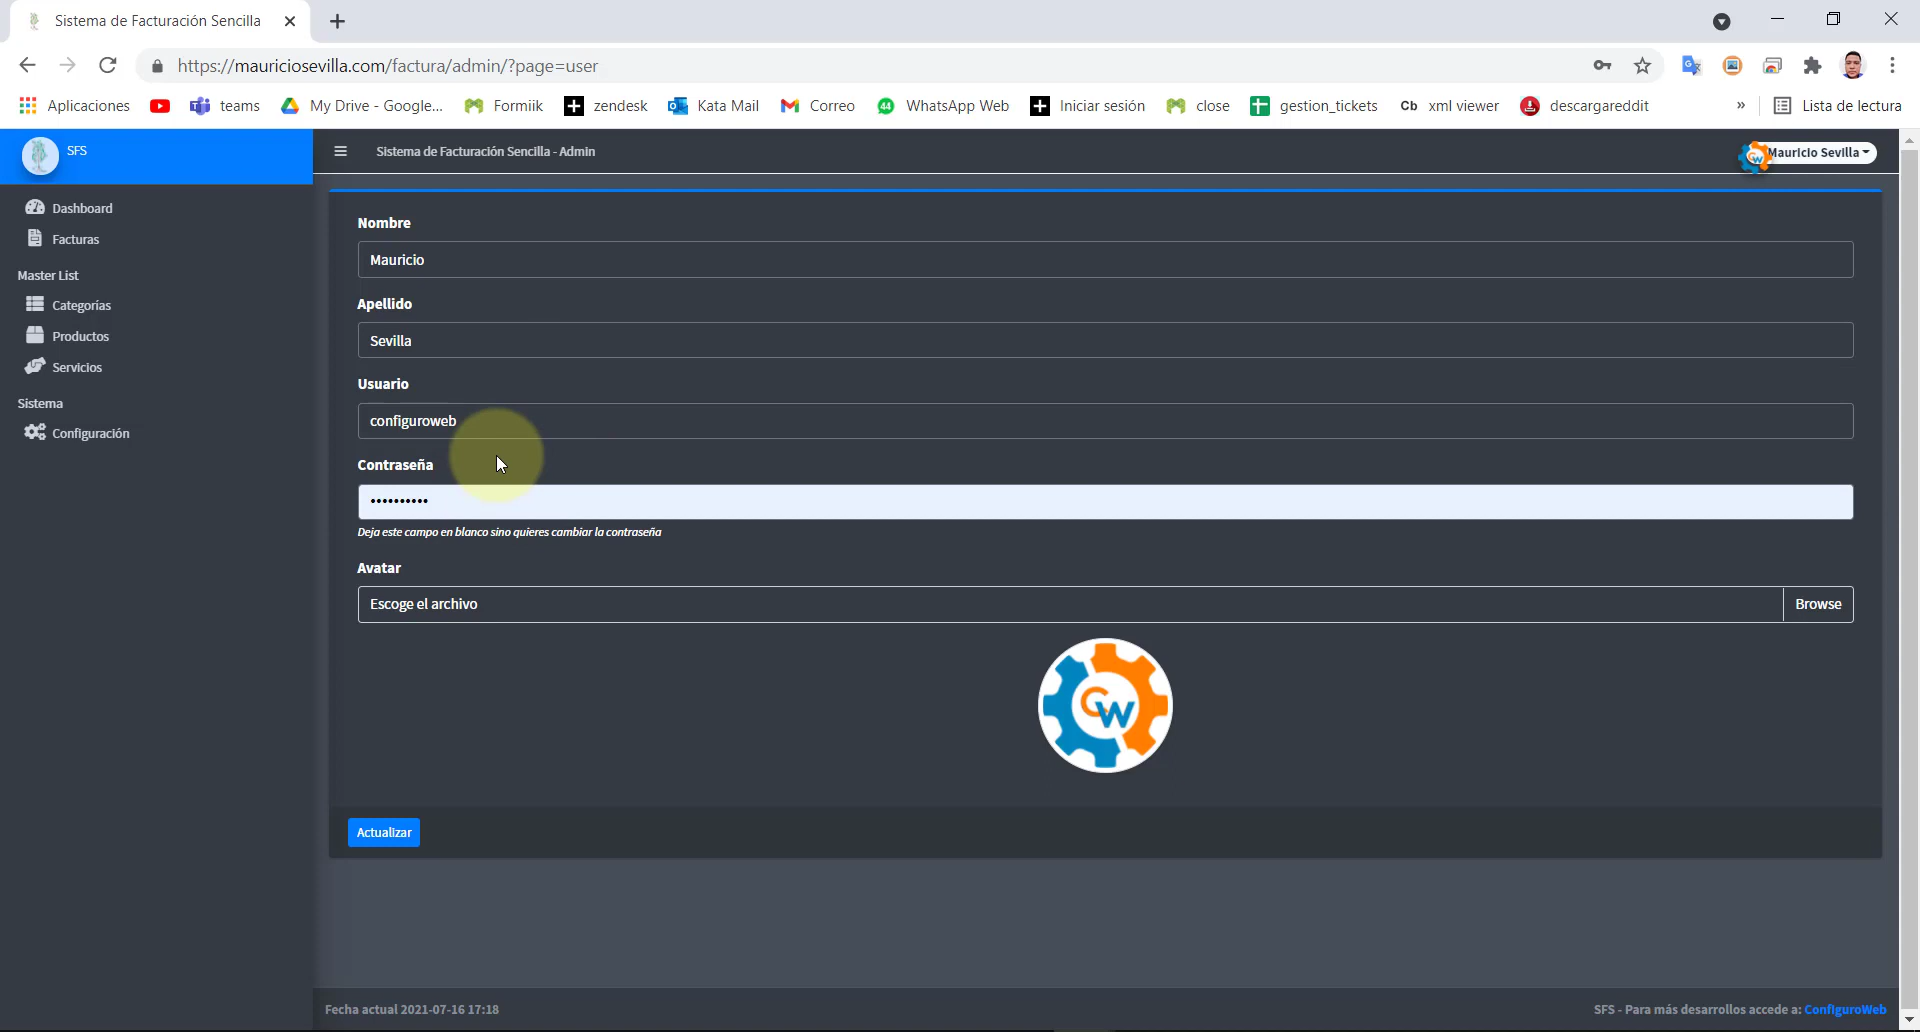 Sistema de Facturación Sencilla
https://mauriciosevilla.com/factura/admin/?page=user
Aplicaciones
teams
My Drive - Google...
Formiik
zendesk
Kata Mail
Correo
44
WhatsApp Web
Iniciar sesión
close
gestion_tickets
Cb
xml viewer
descargareddit
»
Lista de lectura
SFS
Sistema de Facturación Sencilla - Admin
Mauricio Sevilla
Dashboard
Facturas
Master List
Categorías
Productos
Servicios
Sistema
Configuración
Nombre
Mauricio
Apellido
Sevilla
Usuario
configuroweb
Contraseña
••••••••••
Deja este campo en blanco sino quieres cambiar la contraseña
Avatar
Escoge el archivo
Browse
CW
Actualizar
Fecha actual 2021-07-16 17:18
SFS - Para más desarrollos accede a: ConfiguroWeb